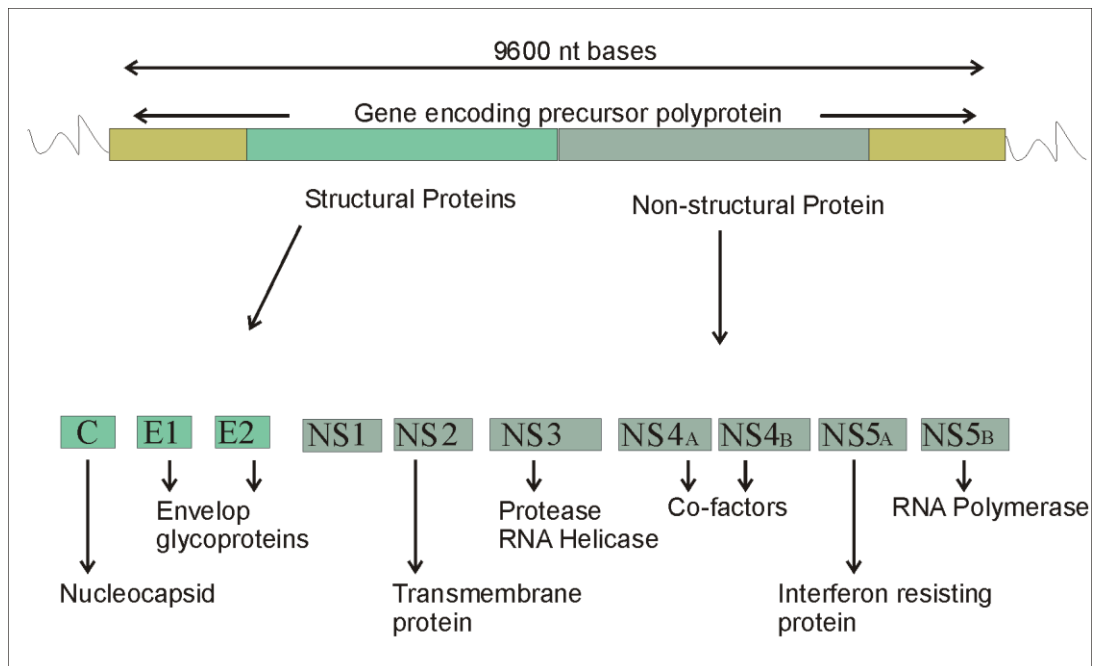 9600 nt bases
Gene encoding precursor polyprotein
Structural Proteins
Non-structural Protein
C
E1
E2
NS1
NS2
NS3
NS4A
NS4B
NS5A
NS5B
Envelop
glycoproteins
Protease
RNA Helicase
Co-factors
RNA Polymerase
Nucleocapsid
Transmembrane
protein
Interferon resisting
protein